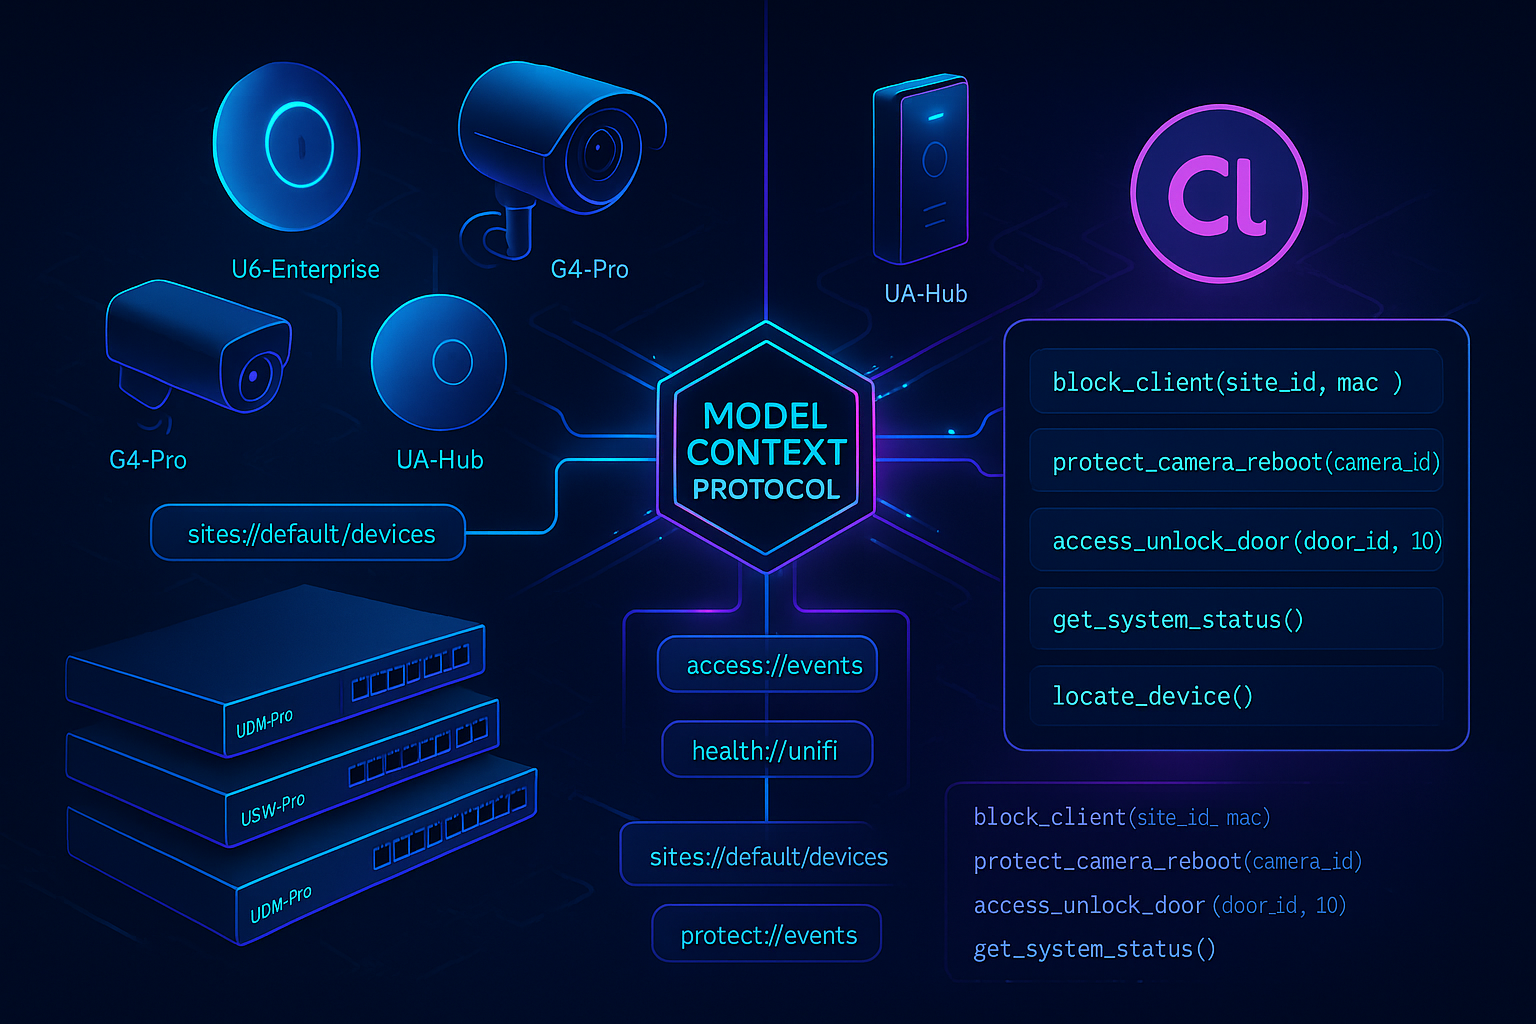 U6-Enterprise
G4-Pro
G4-Pro
UA-Hub
sites://default/devices
UDM-Pro
USW-Pro
UDM-Pro
UA-Hub
Cl
MODEL
CONTEXT
PROTOCOL
access://events
health://unifi
sites://default/devices
protect://events
block_client(site_id, mac )
protect_camera_reboot(camera_id)
access_unlock_door(door_id, 10)
get_system_status()
locate_device()
block_client(site_id_ mac)
protect_camera_reboot(camera_id)
access_unlock_door (door_id, 10)
get_system_status()